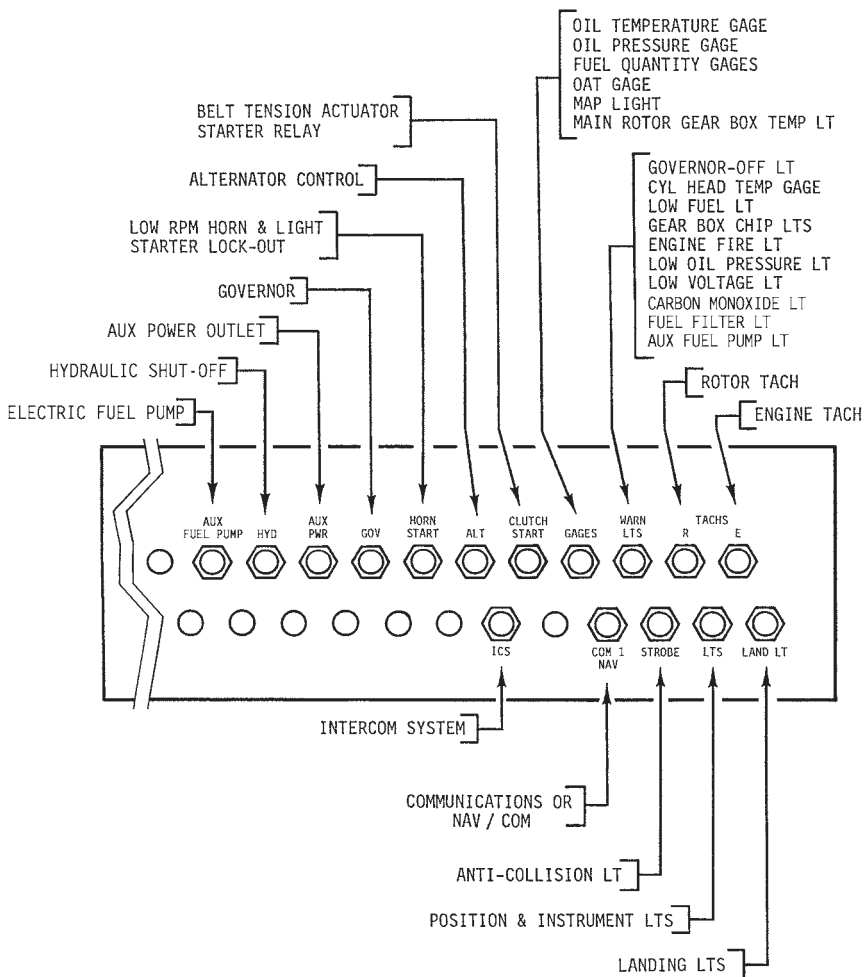 OIL TEMPERATURE GAGE
OIL PRESSURE GAGE
FUEL QUANTITY GAGES
OAT GAGE
MAP LIGHT
MAIN ROTOR GEAR BOX TEMP LT
BELT TENSION ACTUATOR
STARTER RELAY
GOVERNOR-OFF LT
CYL HEAD TEMP GAGE
LOW FUEL LT
GEAR BOX CHIP LTS
ENGINE FIRE LT
LOW OIL PRESSURE LT
LOW VOLTAGE LT
CARBON MONOXIDE LT
FUEL FILTER LT
AUX FUEL PUMP LT
ALTERNATOR CONTROL
LOW RPM HORN & LIGHT
STARTER LOCK-OUT
GOVERNOR
AUX POWER OUTLET
HYDRAULIC SHUT-OFF
ELECTRIC FUEL PUMP
ROTOR TACH
ENGINE TACH
AUX
FUEL PUMP
HYD
AUX
PWR
GOV
HORN
START
ALT
CLUTCH
START
GAGES
WARN
LTS
TACHS
R
E
ICS
COM 1
NAV
STROBE
LTS
LAND LT
INTERCOM SYSTEM
COMMUNICATIONS OR
NAV / COM
ANTI-COLLISION LT
POSITION & INSTRUMENT LTS
LANDING LTS